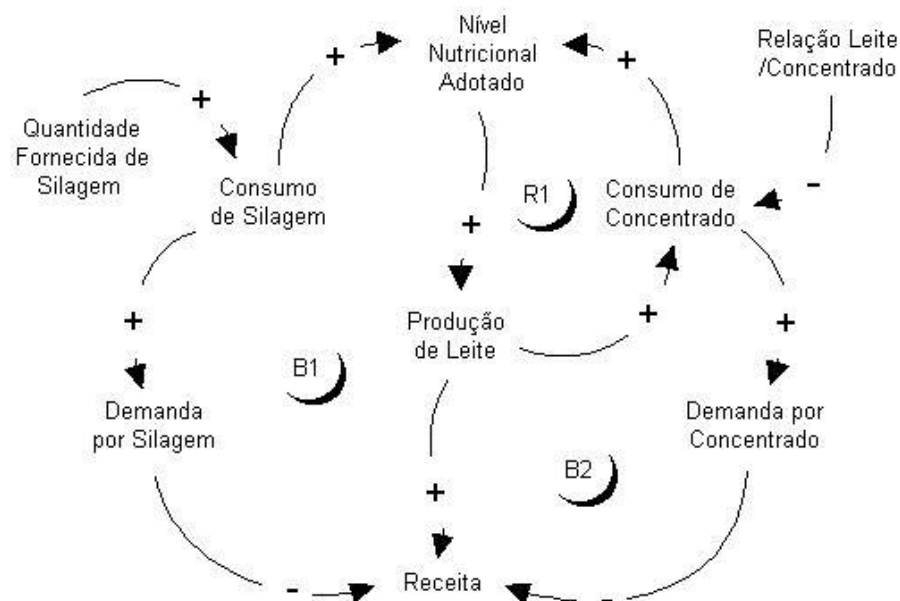 Nível
Nutricional
Adotado
Relação Leite
/Concentrado
+
+
+
Quantidade
Fornecida de
Silagem
Consumo
de Silagem
R1
Consumo de
Concentrado
-
+
+
Produção
de Leite
+
+
B1
Demanda
por Silagem
Demanda por
Concentrado
B2
+
-
Receita
-